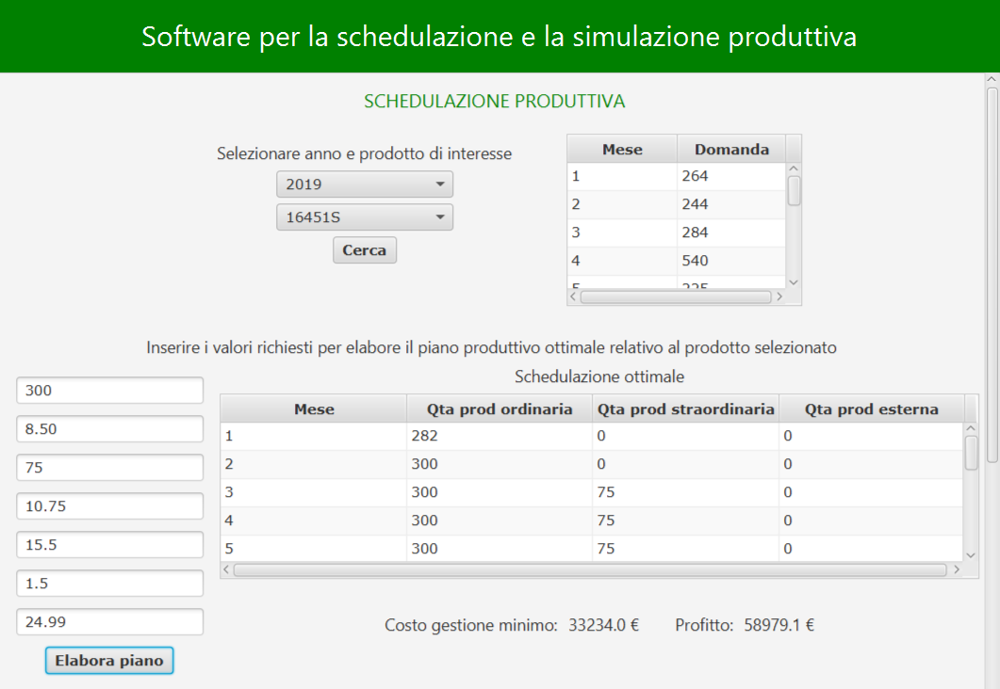 Software per la schedulazione e la simulazione produttiva
SCHEDULAZIONE PRODUTTIVA
Selezionare anno e prodotto di interesse
2019
16451S
Cerca
Mese Domanda
1 264
2 244
3 284
4 540
5 225
Inserire i valori richiesti per elabore il piano produttivo ottimale relativo al prodotto selezionato
Schedulazione ottimale
300
8.50
75
10.75
15.5
1.5
24.99
Elabora piano
Mese Qta prod ordinaria Qta prod straordinaria Qta prod esterna
1 282 0 0
2 300 0 0
3 300 75 0
4 300 75 0
5 300 75 0
Costo gestione minimo: 33234.0 € Profitto: 58979.1 €